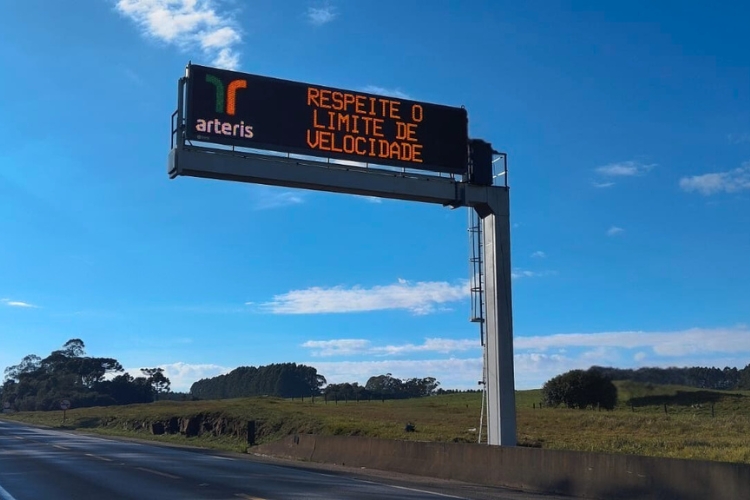 RESPEITE O
LIMITE DE
VELOCIDADE
arteris